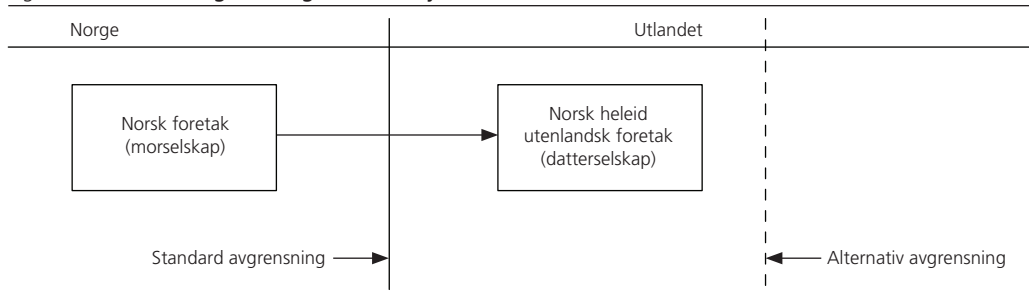 Norge
Utlandet
Norsk foretak
(morselskap)
Norsk heleid
utenlandsk foretak
(datterselskap)
Standard avgrensning
Alternativ avgrensning